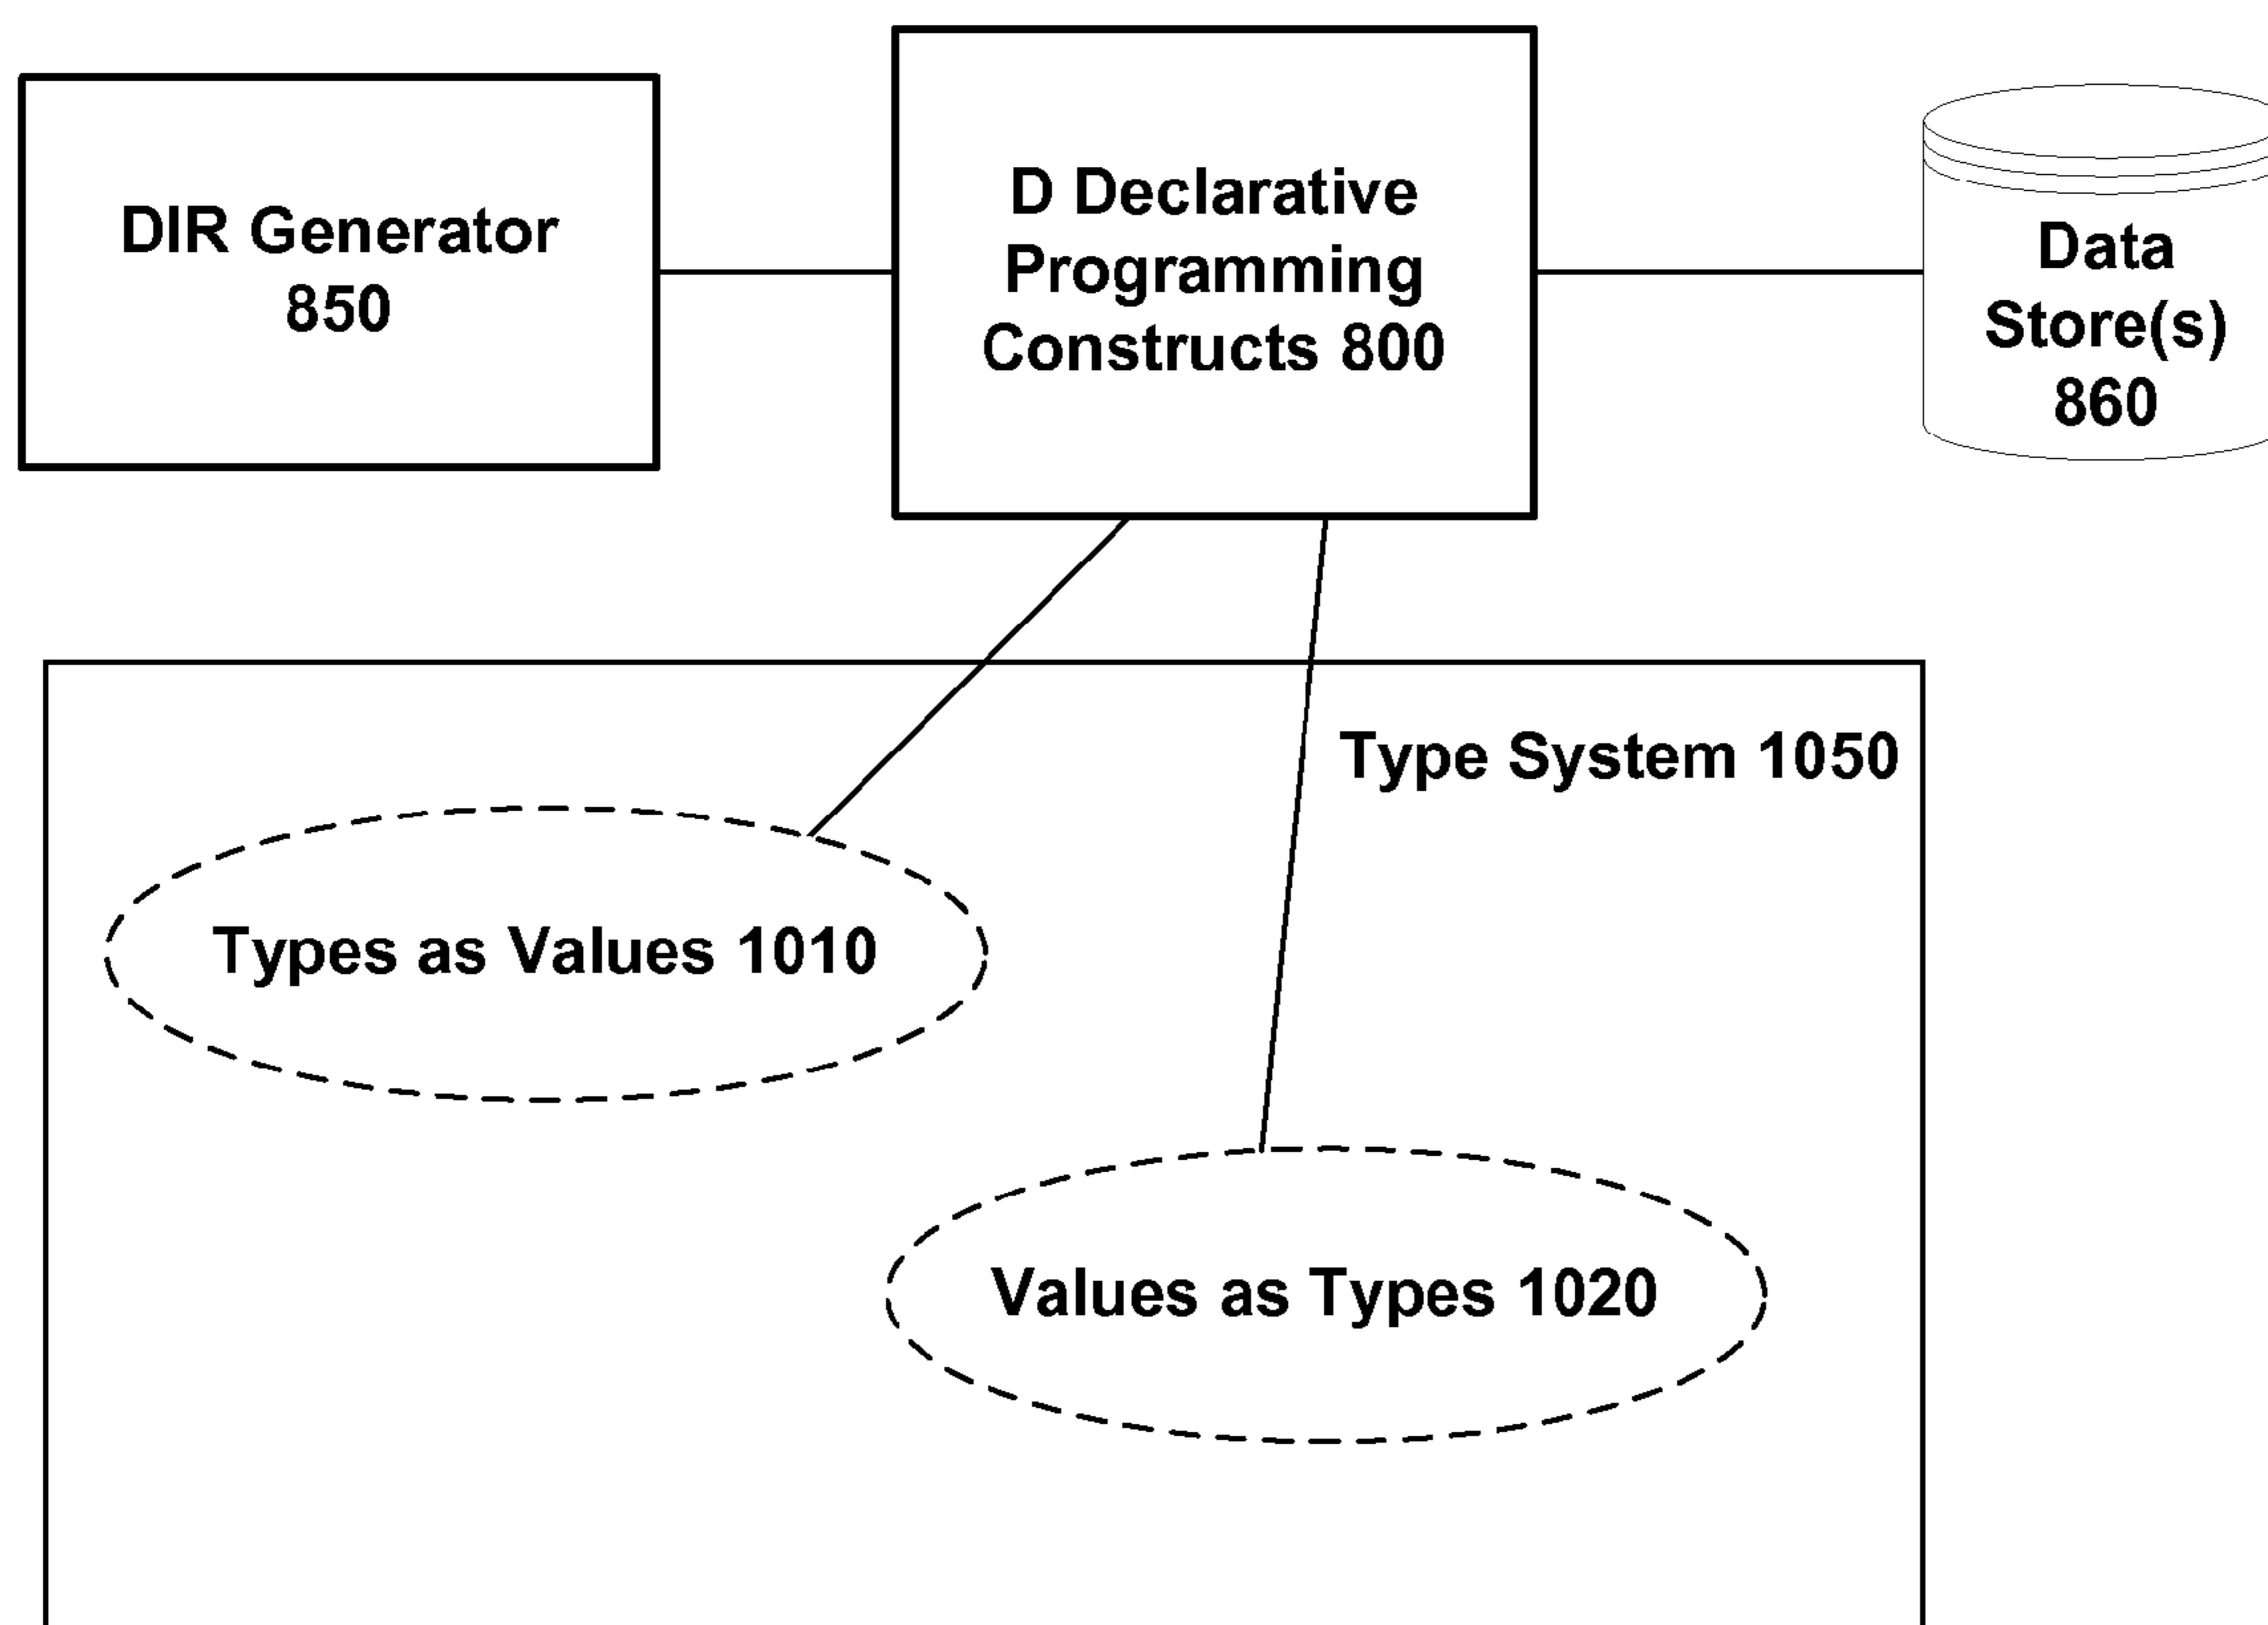 DIR Generator
850
D Declarative
Programming
Constructs 800
Data
Store(s)
860
Type System 1050
Types as Values 1010
Values as Types 1020